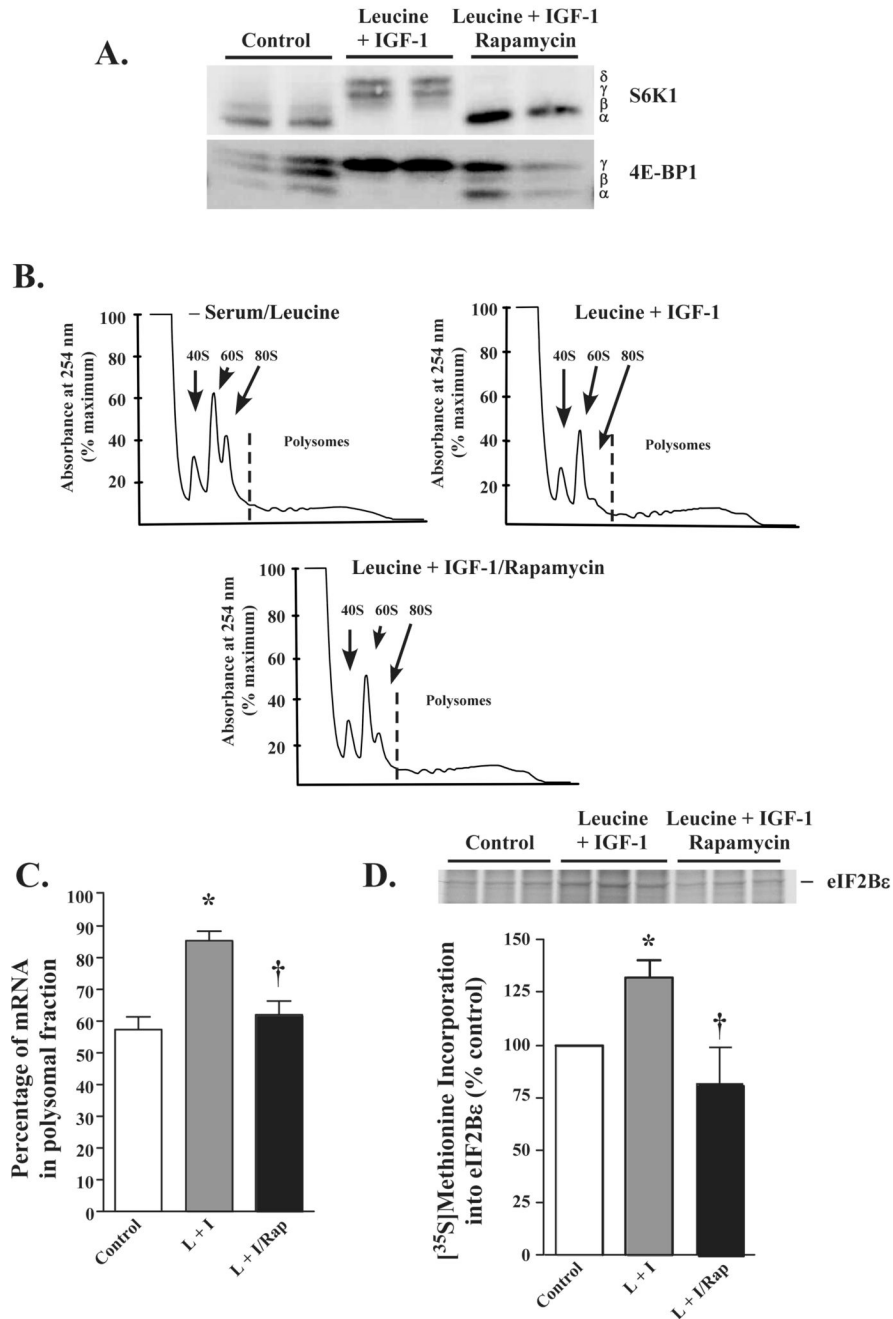 A.
Control
Leucine
+ IGF-1
Leucine + IGF-1
Rapamycin
δ
γ
β
α
S6K1
γ
β
α
4E-BP1
B.
– Serum/Leucine
Absorbance at 254 nm
(% maximum)
100
80
60
40
20
40S
60S
80S
Polysomes
Leucine + IGF-1
Absorbance at 254 nm
(% maximum)
100
80
60
40
20
40S
60S
80S
Polysomes
Leucine + IGF-1/Rapamycin
Absorbance at 254 nm
(% maximum)
100
80
60
40
20
40S
60S
80S
Polysomes
C.
Percentage of mRNA
in polysomal fraction
100
90
80
70
60
50
40
30
20
10
0
*
†
Control
L + I
L + I/Rap
D.
Control
Leucine
+ IGF-1
Leucine + IGF-1
Rapamycin
– eIF2Bε
[³⁵S]Methionine Incorporation
into eIF2Bε (% control)
150
125
100
75
50
25
0
*
†
Control
L + I
L + I/Rap